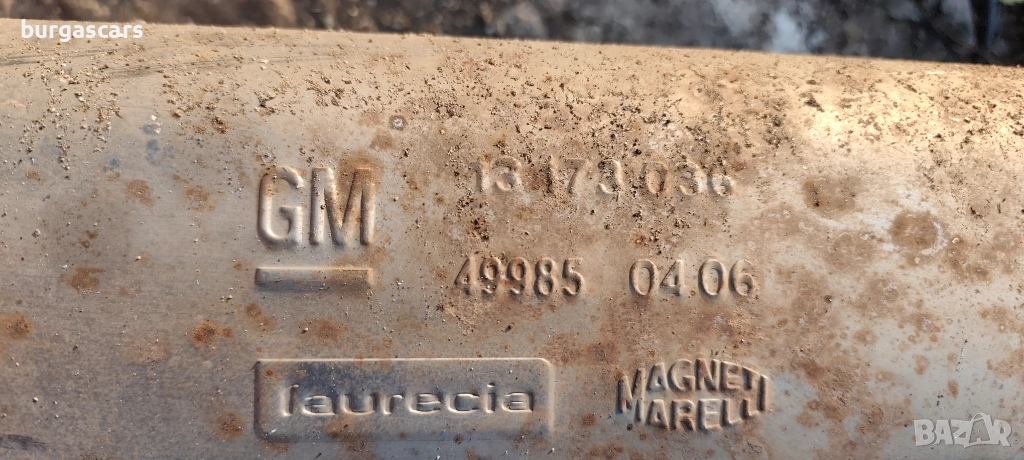 burgascars
GM 13 173 036
49985 04 06
faurecia
MAGNETI
MARELLI
BAZAR